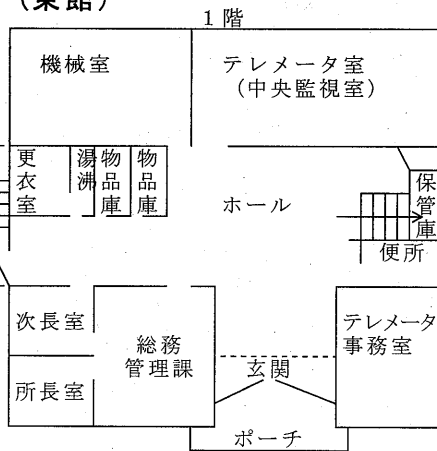 (東館)
1階
機械室
テレメータ室
(中央監視室)
更衣室
湯沸
物品庫
物品庫
ホール
保管庫
便所
次長室
総務
管理課
テレメータ
事務室
玄関
所長室
ポーチ